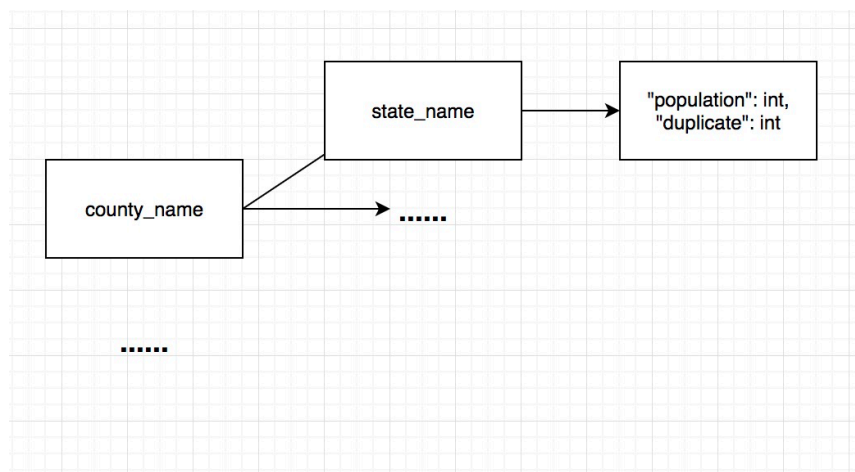 state_name
"population": int,
"duplicate": int
county_name
......
......